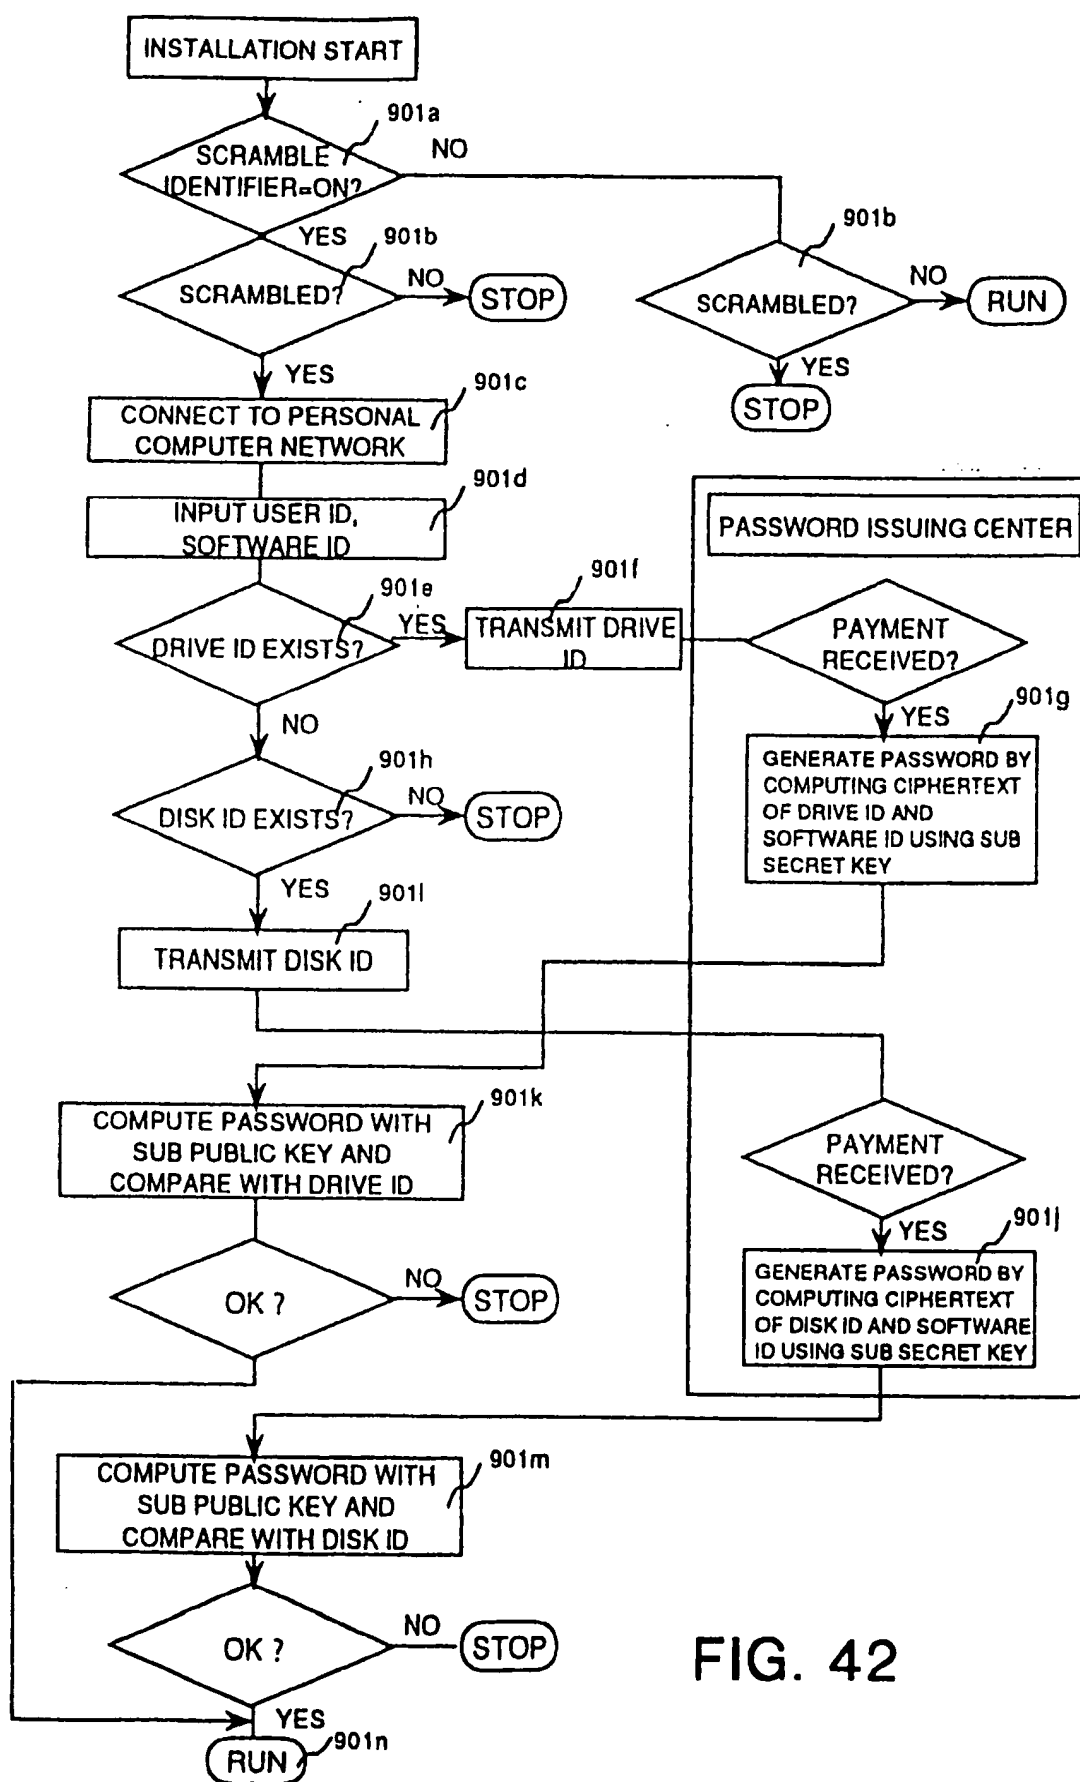 INSTALLATION START
901a
SCRAMBLE
IDENTIFIER=ON?
NO
YES
901b
SCRAMBLED?
NO
STOP
901b
SCRAMBLED?
NO
RUN
YES
STOP
YES
901c
CONNECT TO PERSONAL
COMPUTER NETWORK
901d
INPUT USER ID,
SOFTWARE ID
PASSWORD ISSUING CENTER
901e
DRIVE ID EXISTS?
YES
901f
TRANSMIT DRIVE
ID
PAYMENT
RECEIVED?
YES
901g
GENERATE PASSWORD BY
COMPUTING CIPHERTEXT
OF DRIVE ID AND
SOFTWARE ID USING SUB
SECRET KEY
NO
901h
DISK ID EXISTS?
NO
STOP
YES
901l
TRANSMIT DISK ID
901k
COMPUTE PASSWORD WITH
SUB PUBLIC KEY AND
COMPARE WITH DRIVE ID
PAYMENT
RECEIVED?
YES
901j
GENERATE PASSWORD BY
COMPUTING CIPHERTEXT
OF DISK ID AND SOFTWARE
ID USING SUB SECRET KEY
OK ?
NO
STOP
901m
COMPUTE PASSWORD WITH
SUB PUBLIC KEY AND
COMPARE WITH DISK ID
OK ?
NO
STOP
YES
RUN
901n
FIG. 42